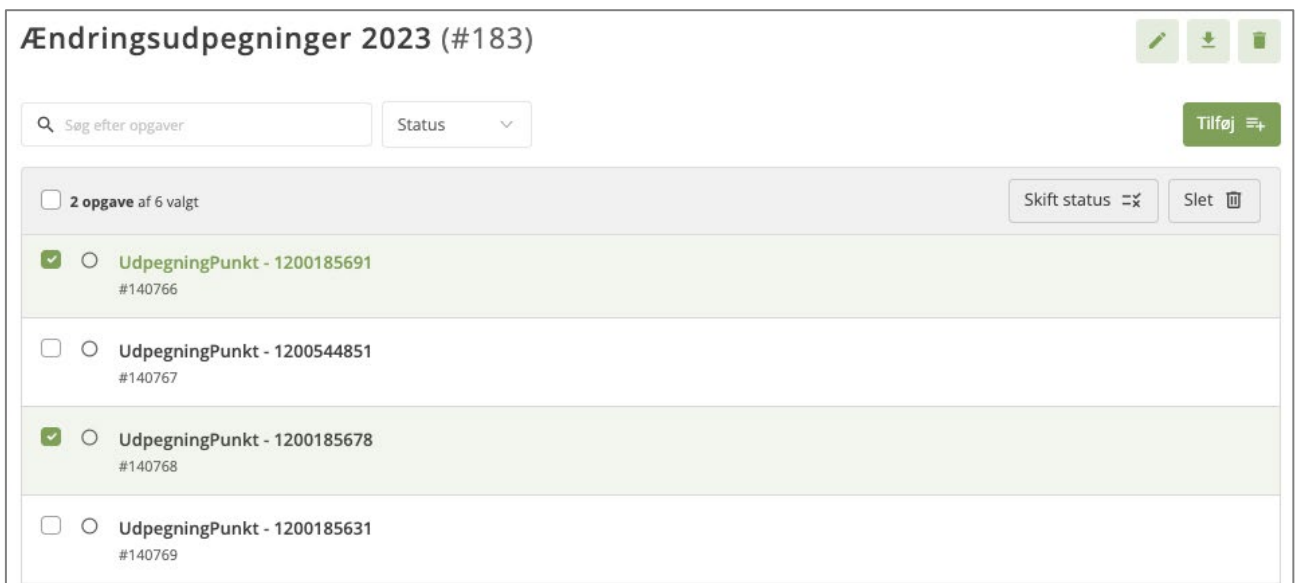 Ændringsudpegninger 2023 (#183)
Søg efter opgaver
Status
Tilføj
2 opgave af 6 valgt
Skift status
Slet
UdpegningPunkt - 1200185691
#140766
UdpegningPunkt - 1200544851
#140767
UdpegningPunkt - 1200185678
#140768
UdpegningPunkt - 1200185631
#140769